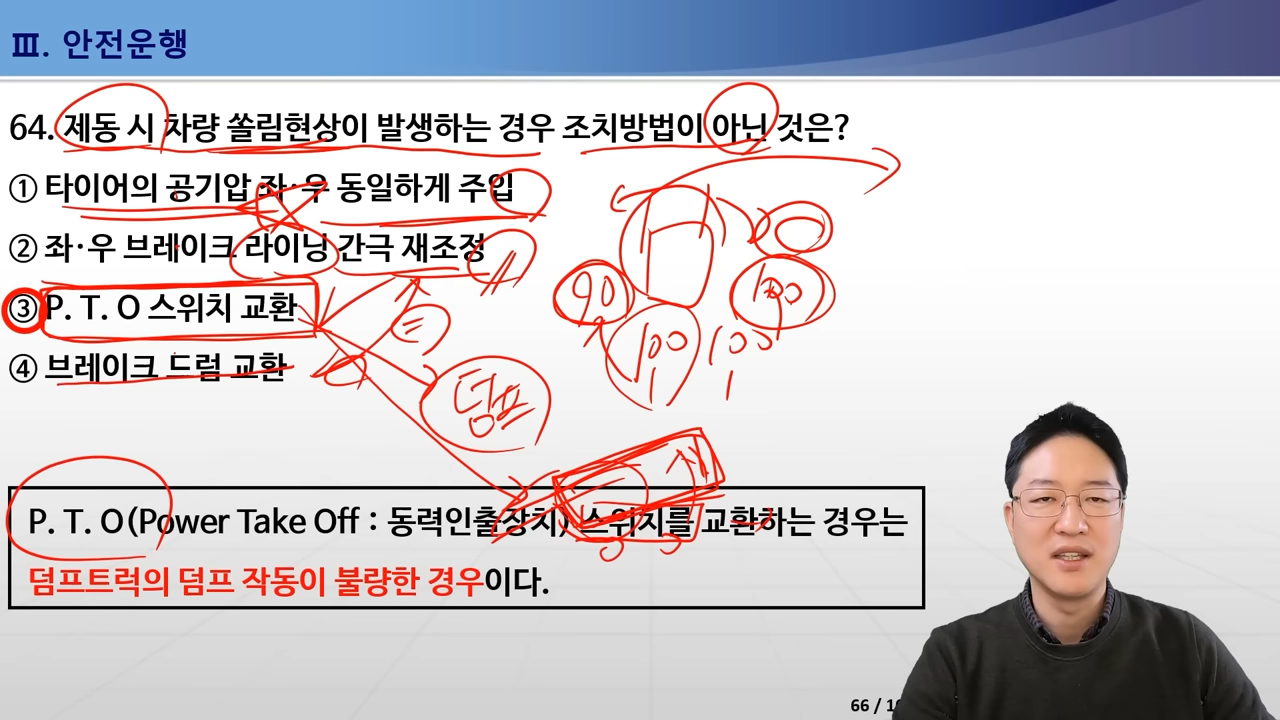 Ⅲ. 안전운행
64. 제동 시 차량 쏠림현상이 발생하는 경우 조치방법이 아닌 것은?
① 타이어의 공기압 좌·우 동일하게 주입
② 좌·우 브레이크 라이닝 간극 재조정
③ P. T. O 스위치 교환
④ 브레이크 드럼 교환
90
100
100
덤프
P. T. O(Power Take Off : 동력인출장치) 스위치를 교환하는 경우는
덤프트럭의 덤프 작동이 불량한 경우이다.
66 /